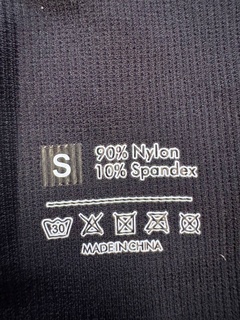 S
90% Nylon
10% Spandex
30
MADE IN CHINA